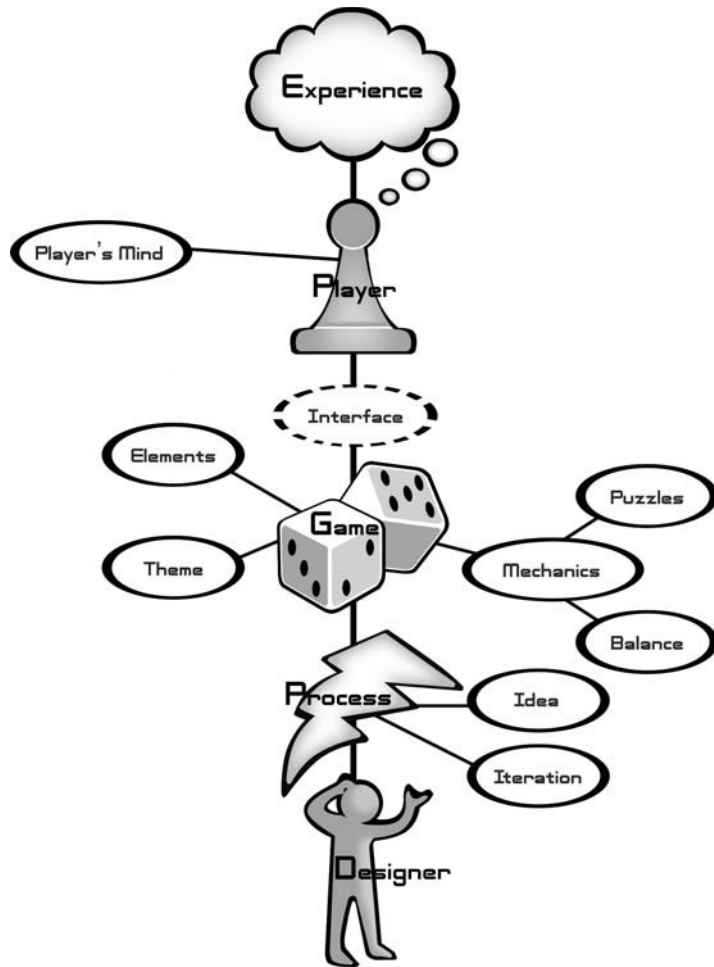 Experience
Player's Mind
Player
Interface
Elements
Puzzles
Game
Theme
Mechanics
Balance
Process
Idea
Iteration
Designer